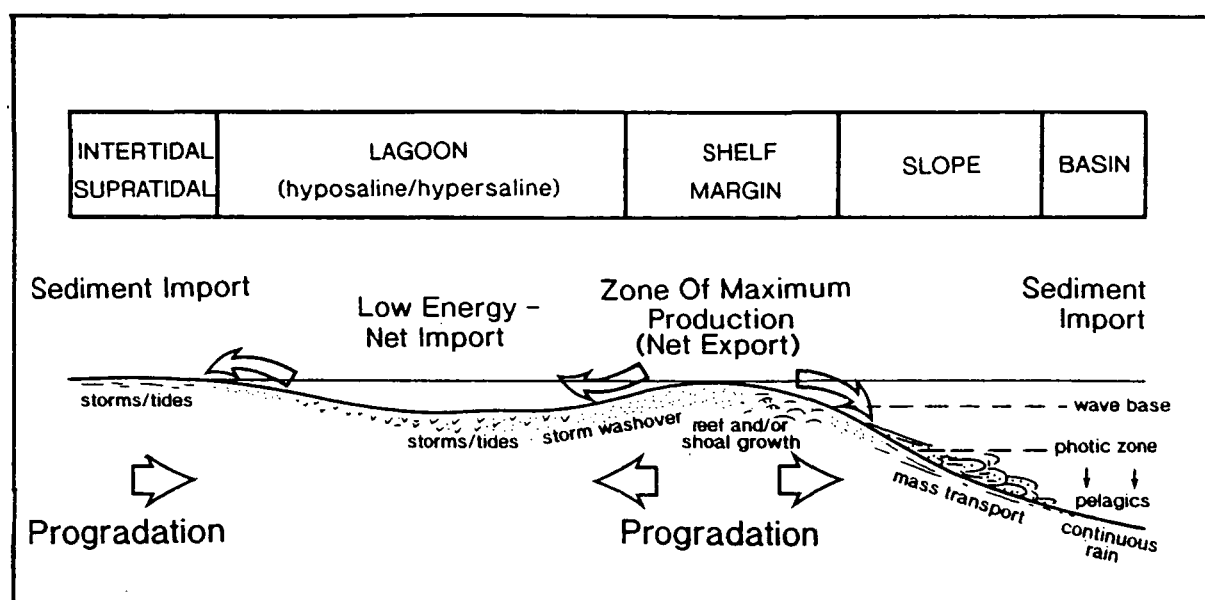 INTERTIDAL
SUPRATIDAL
LAGOON
(hyposaline/hypersaline)
SHELF
MARGIN
SLOPE
BASIN
Sediment Import
Low Energy -
Net Import
Zone Of Maximum
Production
(Net Export)
Sediment
Import
storms/tides
storms/tides
storm washover
reef and/or
shoal growth
wave base
photic zone
pelagics
mass transport
continuous
rain
Progradation
Progradation